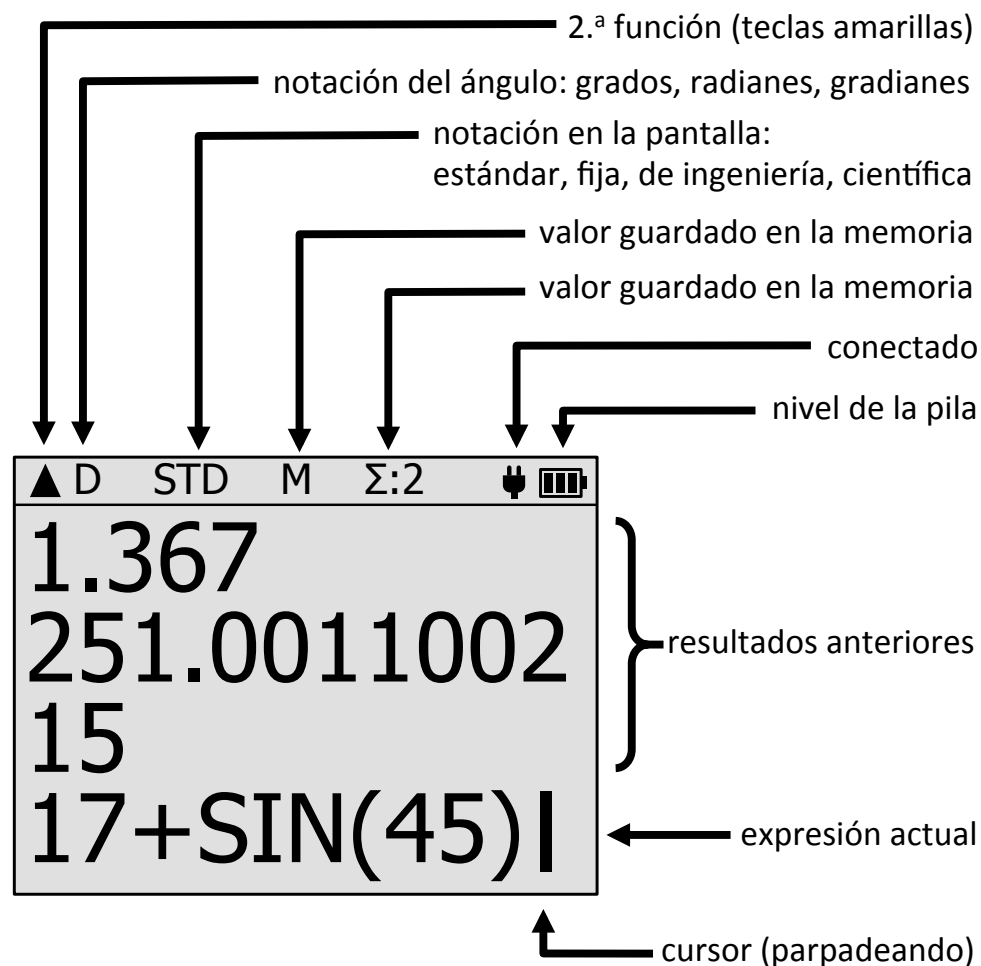 2.ª función (teclas amarillas)
notación del ángulo: grados, radianes, gradianes
notación en la pantalla:
estándar, fija, de ingeniería, científica
valor guardado en la memoria
valor guardado en la memoria
conectado
nivel de la pila
▲ D STD M Σ:2
1.367
251.0011002
15
resultados anteriores
17+SIN(45)
expresión actual
cursor (parpadeando)